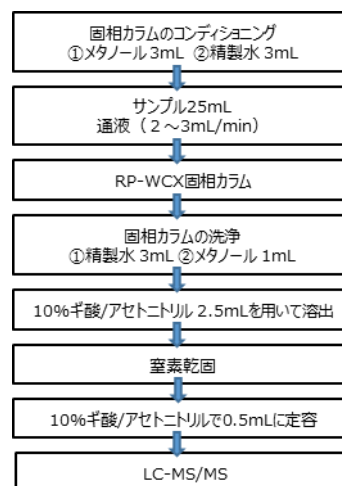 固相カラムのコンディショニング
①メタノール3mL ②精製水 3mL
サンプル25mL
通液（２～3mL/min）
RP-WCX固相カラム
固相カラムの洗浄
①精製水 3mL ②メタノール 1mL
10%ギ酸/アセトニトリル 2.5mLを用いて溶出
窒素乾固
10%ギ酸/アセトニトリルで0.5mLに定容
LC-MS/MS